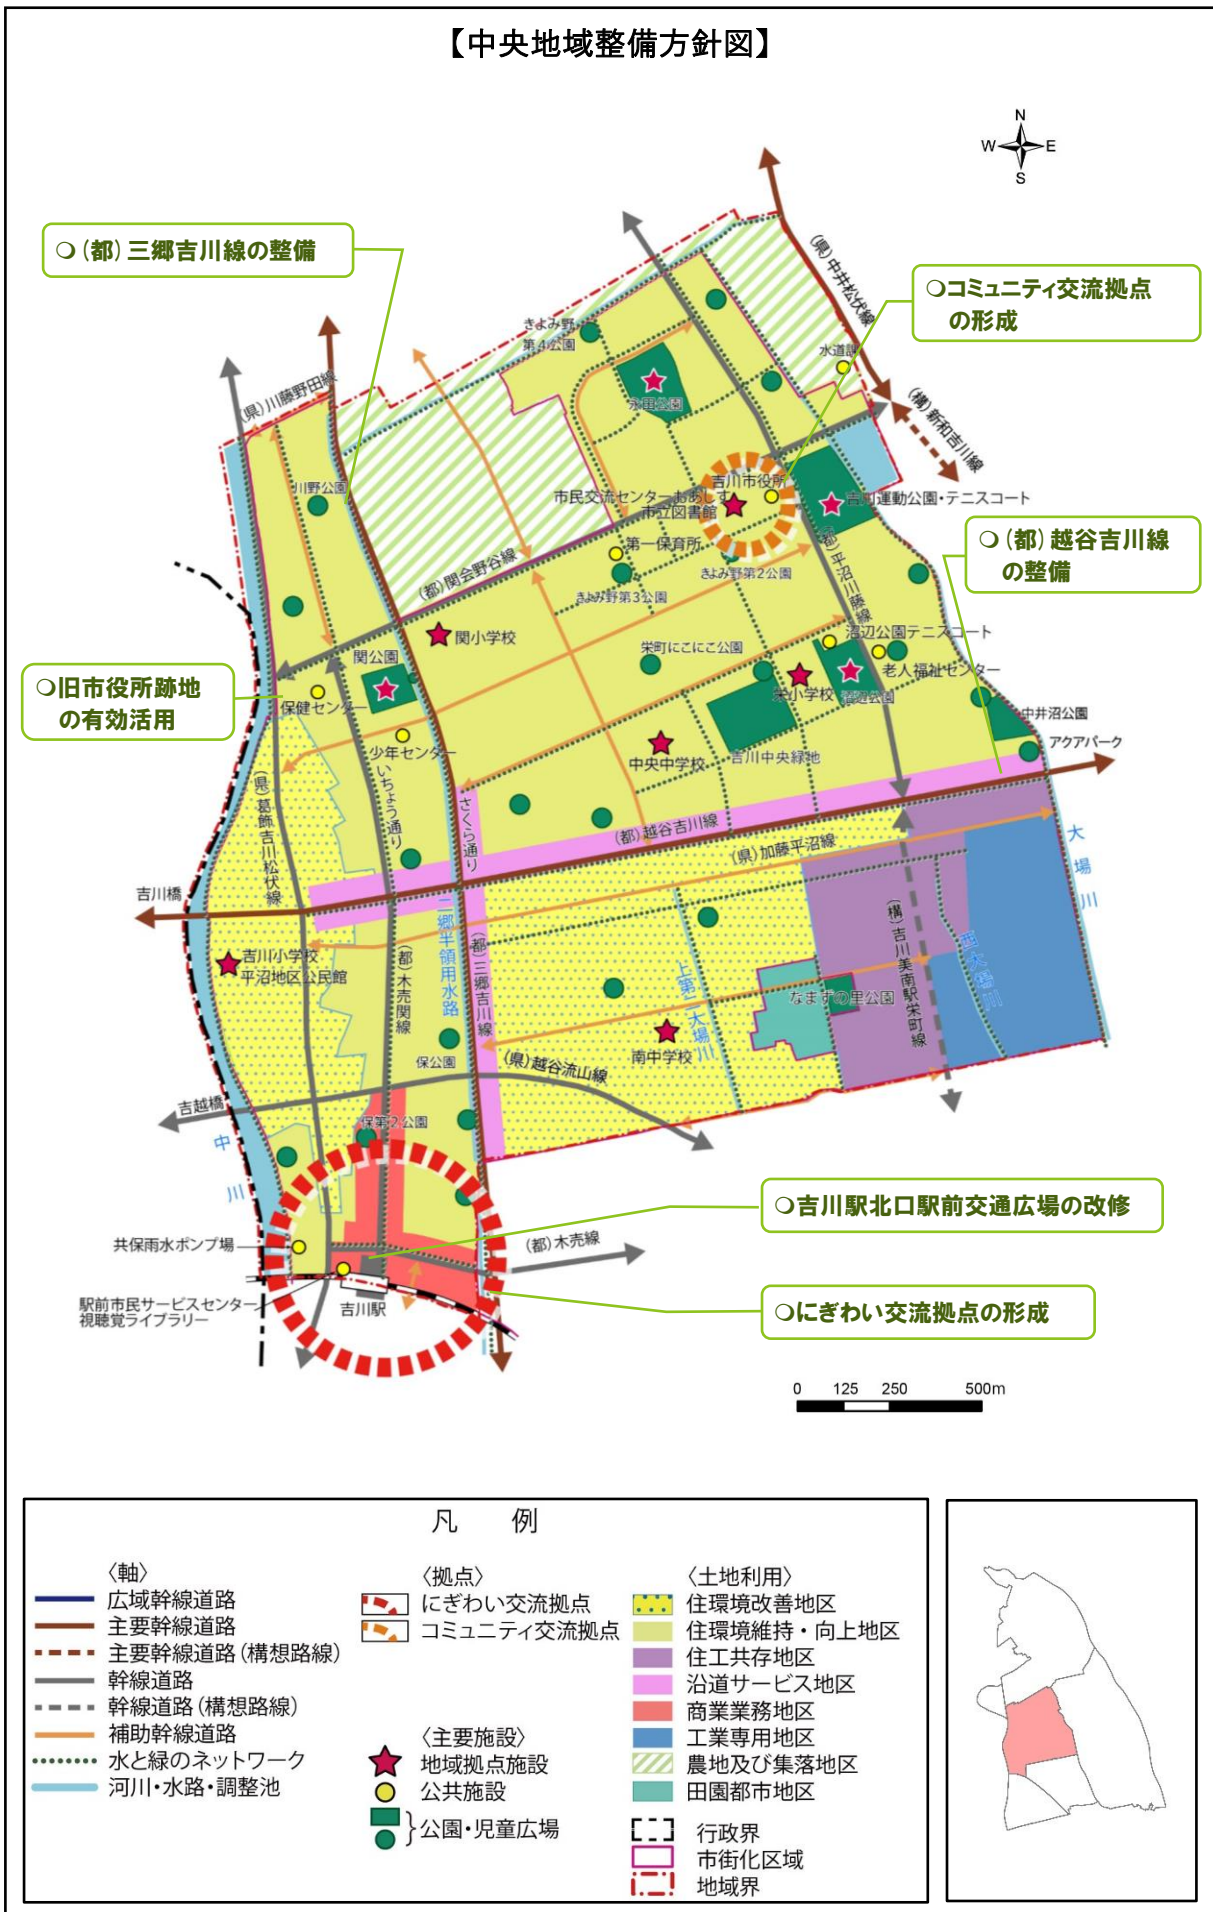 【中央地域整備方針図】
N
W
E
S
○(都)三郷吉川線の整備
○コミュニティ交流拠点
の形成
(県)中井松伏線
きよみ野
第4公園
水道課
永田公園
(県)川藤野田線
(構)新和吉川線
川野公園
吉川市役所
市民交流センターおあしす
市立図書館
吉川運動公園・テニスコート
○(都)越谷吉川線
の整備
第一保育所
(都)関会野谷線
きよみ野第2公園
きよみ野第3公園
(都)平沼川藤線
関小学校
沼辺公園テニスコート
栄町にこにこ公園
関公園
老人福祉センター
○旧市役所跡地
の有効活用
保健センター
栄小学校
沼辺公園
中井沼公園
少年センター
アクアパーク
中央中学校
吉川中央緑地
いちょう通り
さくら通り
(県)葛飾吉川松伏線
(都)越谷吉川線
(県)加藤平沼線
大場川
吉川橋
二郷半領用水路
(構)吉川美南駅栄町線
(都)木売関線
(都)三郷吉川線
西大場川
吉川小学校
平沼地区公民館
上第二大場川
なまずの里公園
南中学校
保公園
(県)越谷流山線
吉越橋
保第2公園
中川
○吉川駅北口駅前交通広場の改修
共保雨水ポンプ場
(都)木売線
駅前市民サービスセンター
視聴覚ライブラリー
吉川駅
○にぎわい交流拠点の形成
0 125 250 500m
凡 例
〈軸〉
広域幹線道路
主要幹線道路
主要幹線道路(構想路線)
幹線道路
幹線道路(構想路線)
補助幹線道路
水と緑のネットワーク
河川・水路・調整池
〈拠点〉
にぎわい交流拠点
コミュニティ交流拠点
〈主要施設〉
地域拠点施設
公共施設
公園・児童広場
〈土地利用〉
住環境改善地区
住環境維持・向上地区
住工共存地区
沿道サービス地区
商業業務地区
工業専用地区
農地及び集落地区
田園都市地区
行政界
市街化区域
地域界